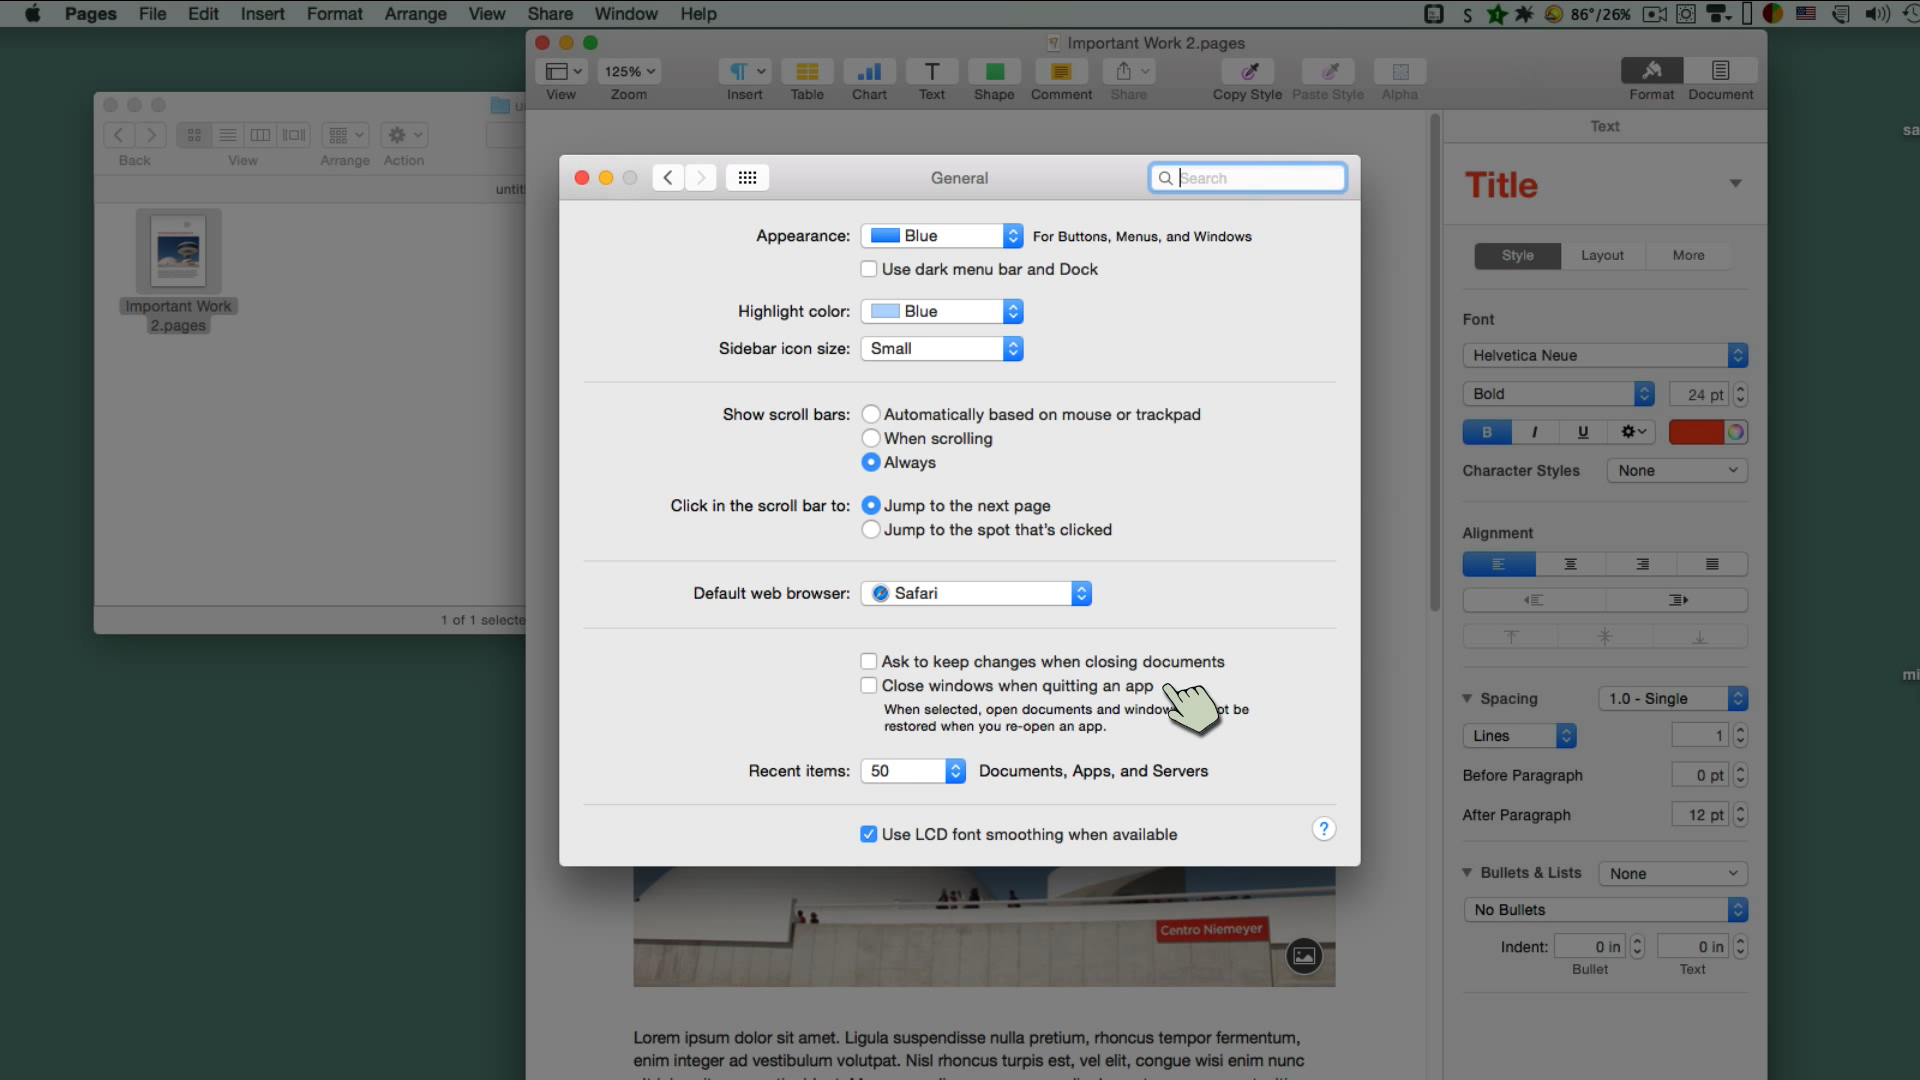 Pages File Edit Insert Format Arrange View Share Window Help
S 86°/26%
Important Work 2.pages
125%
View Zoom Insert Table Chart Text Shape Comment Share Copy Style Paste Style Alpha Format Document
Back View Arrange Action
untit
Important Work
2.pages
1 of 1 selecte
General
Search
Appearance: Blue For Buttons, Menus, and Windows
Use dark menu bar and Dock
Highlight color: Blue
Sidebar icon size: Small
Show scroll bars: Automatically based on mouse or trackpad
When scrolling
Always
Click in the scroll bar to: Jump to the next page
Jump to the spot that's clicked
Default web browser: Safari
Ask to keep changes when closing documents
Close windows when quitting an app
When selected, open documents and window ot be
restored when you re-open an app.
Recent items: 50 Documents, Apps, and Servers
Use LCD font smoothing when available
?
Centro Niemeyer
Lorem ipsum dolor sit amet. Ligula suspendisse nulla pretium, rhoncus tempor fermentum,
enim integer ad vestibulum volutpat. Nisl rhoncus turpis est, vel elit, congue wisi enim nunc
Text
Title
Style Layout More
Font
Helvetica Neue
Bold 24 pt
B I U
Character Styles None
Alignment
Spacing 1.0 - Single
Lines 1
Before Paragraph 0 pt
After Paragraph 12 pt
Bullets & Lists None
No Bullets
Indent: 0 in 0 in
Bullet Text
sa
mi